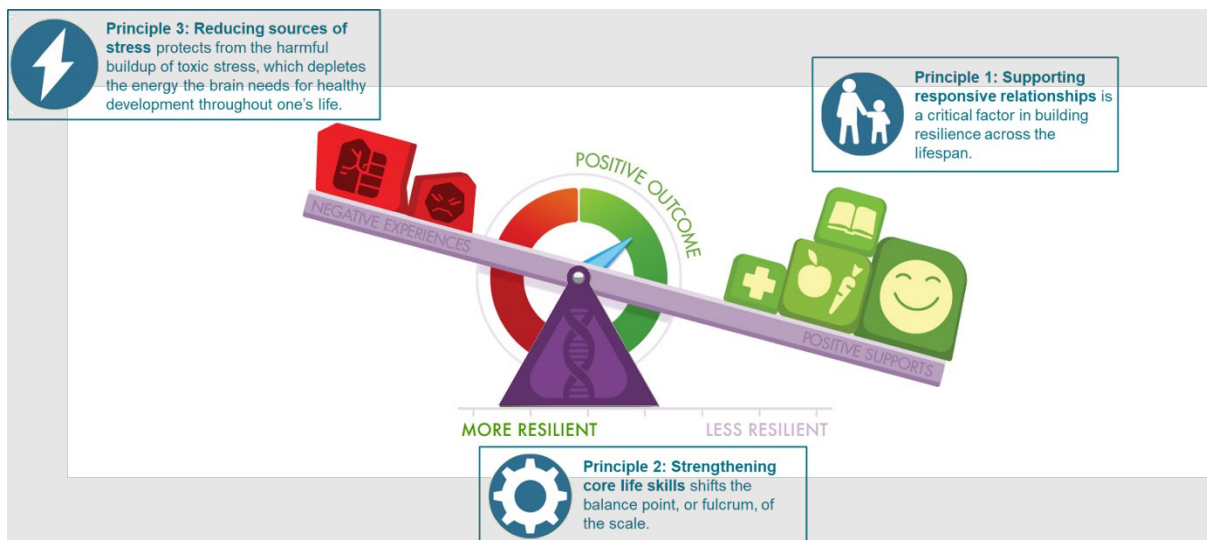 Principle 3: Reducing sources of
stress protects from the harmful
buildup of toxic stress, which depletes
the energy the brain needs for healthy
development throughout one's life.
Principle 1: Supporting
responsive relationships is
a critical factor in building
resilience across the
lifespan.
NEGATIVE EXPERIENCES
POSITIVE OUTCOME
POSITIVE SUPPORTS
MORE RESILIENT
LESS RESILIENT
Principle 2: Strengthening
core life skills shifts the
balance point, or fulcrum, of
the scale.